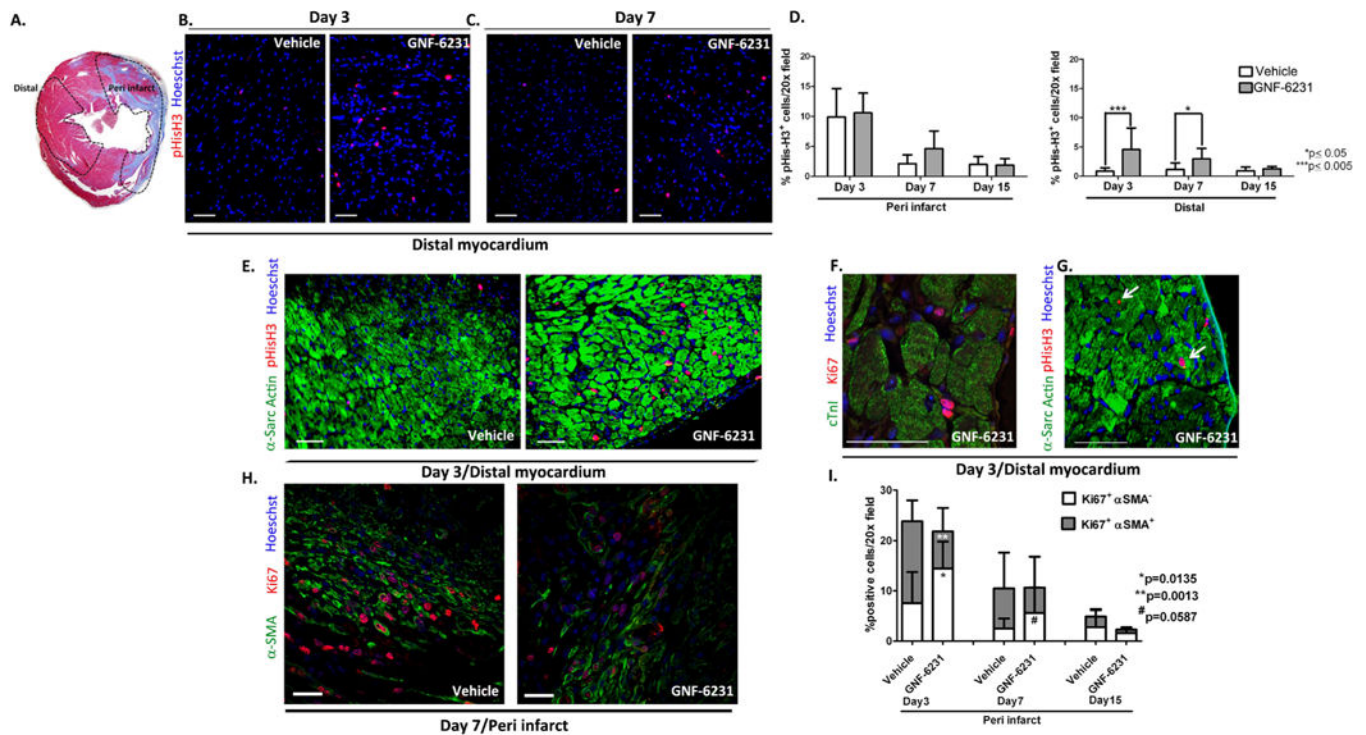 A.
Distal
Peri infarct
B.
Day 3
C.
Day 7
pHisH3 Hoeschst
Vehicle
GNF-6231
Vehicle
GNF-6231
Distal myocardium
D.
% pHis-H3+ cells/20x field
20
15
10
5
0
Day 3
Day 7
Day 15
Peri infarct
% pHis-H3+ cells/20x field
20
15
10
5
0
***
*
Vehicle
GNF-6231
*p≤ 0.05
***p≤ 0.005
Day 3
Day 7
Day 15
Distal
E.
α-Sarc Actin pHisH3 Hoeschst
Vehicle
GNF-6231
Day 3/Distal myocardium
F.
cTnI Ki67 Hoeschst
GNF-6231
G.
α-Sarc Actin pHisH3 Hoeschst
GNF-6231
Day 3/Distal myocardium
H.
α-SMA Ki67 Hoeschst
Vehicle
GNF-6231
Day 7/Peri infarct
I.
%positive cells/20x field
30
20
10
0
**
*
#
Ki67+ αSMA-
Ki67+ αSMA+
*p=0.0135
**p=0.0013
#p=0.0587
Vehicle
GNF-6231
Vehicle
GNF-6231
Vehicle
GNF-6231
Day3
Day7
Day15
Peri infarct